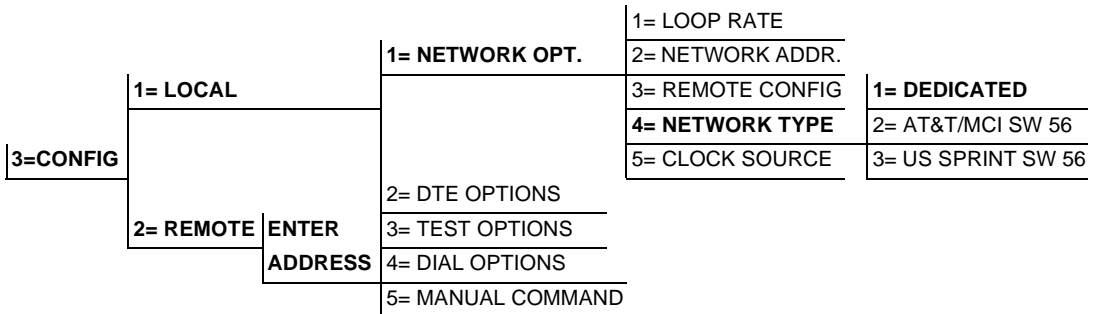 1= LOOP RATE
1= NETWORK OPT.
2= NETWORK ADDR.
1= LOCAL
3= REMOTE CONFIG
1= DEDICATED
4= NETWORK TYPE
2= AT&T/MCI SW 56
3=CONFIG
5= CLOCK SOURCE
3= US SPRINT SW 56
2= DTE OPTIONS
2= REMOTE
ENTER
3= TEST OPTIONS
ADDRESS
4= DIAL OPTIONS
5= MANUAL COMMAND